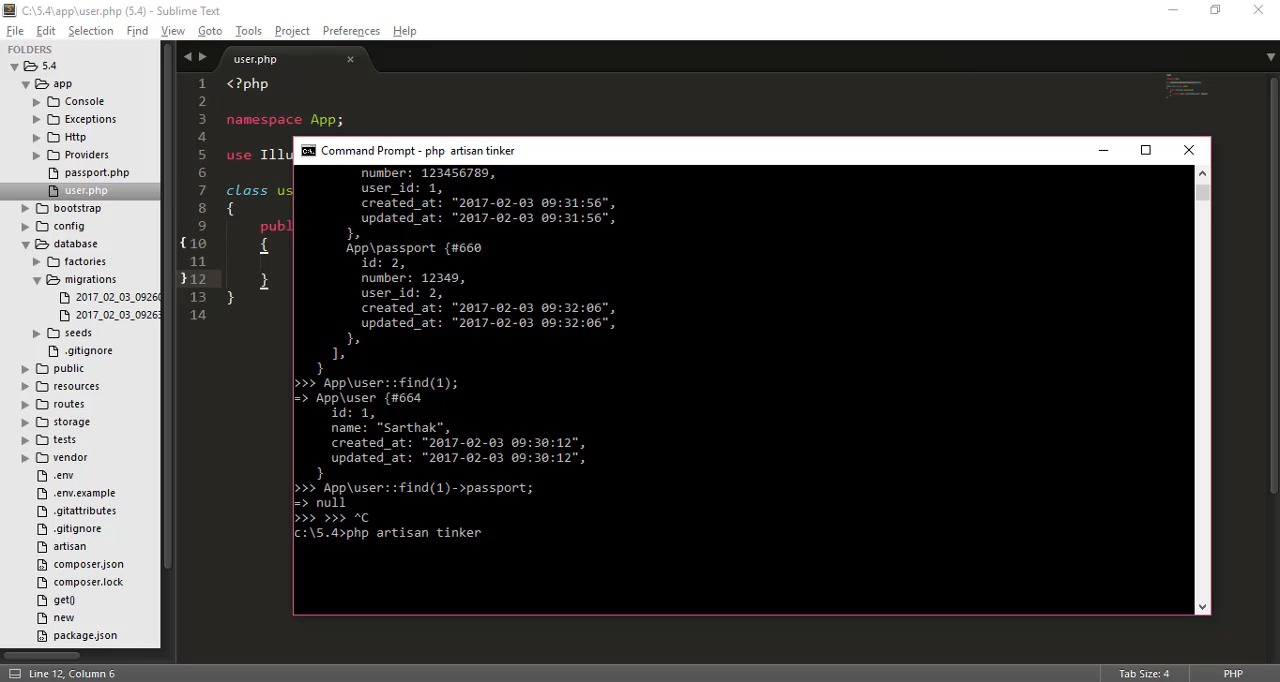 C:\5.4\app\user.php (5.4) - Sublime Text
File Edit Selection Find View Goto Tools Project Preferences Help
FOLDERS
5.4
app
Console
Exceptions
Http
Providers
passport.php
user.php
bootstrap
config
database
factories
migrations
2017_02_03_09260
2017_02_03_09263
seeds
.gitignore
public
resources
routes
storage
tests
vendor
.env
.env.example
.gitattributes
.gitignore
artisan
composer.json
composer.lock
get()
new
package.json
user.php
1 <?php
2
3 namespace App;
4
5 use Illu
6
7 class us
8 {
9 publ
{ 10 {
11
} 12 }
13 }
14
Command Prompt - php artisan tinker
number: 123456789,
user_id: 1,
created_at: "2017-02-03 09:31:56",
updated_at: "2017-02-03 09:31:56",
},
App\passport {#660
id: 2,
number: 12349,
user_id: 2,
created_at: "2017-02-03 09:32:06",
updated_at: "2017-02-03 09:32:06",
},
],
}
>>> App\user::find(1);
=> App\user {#664
id: 1,
name: "Sarthak",
created_at: "2017-02-03 09:30:12",
updated_at: "2017-02-03 09:30:12",
}
>>> App\user::find(1)->passport;
=> null
>>> >>> ^C
c:\5.4>php artisan tinker
Line 12, Column 6
Tab Size: 4
PHP